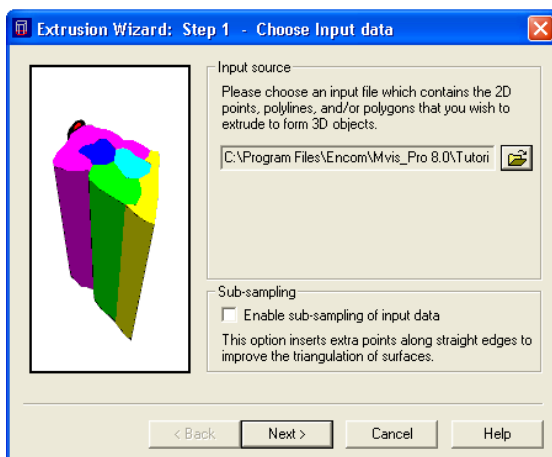 Extrusion Wizard: Step 1 - Choose Input data
Input source
Please choose an input file which contains the 2D
points, polylines, and/or polygons that you wish to
extrude to form 3D objects.
C:\Program Files\Encom\Mvis_Pro 8.0\Tutori
Sub-sampling
Enable sub-sampling of input data
This option inserts extra points along straight edges to
improve the triangulation of surfaces.
< Back
Next >
Cancel
Help